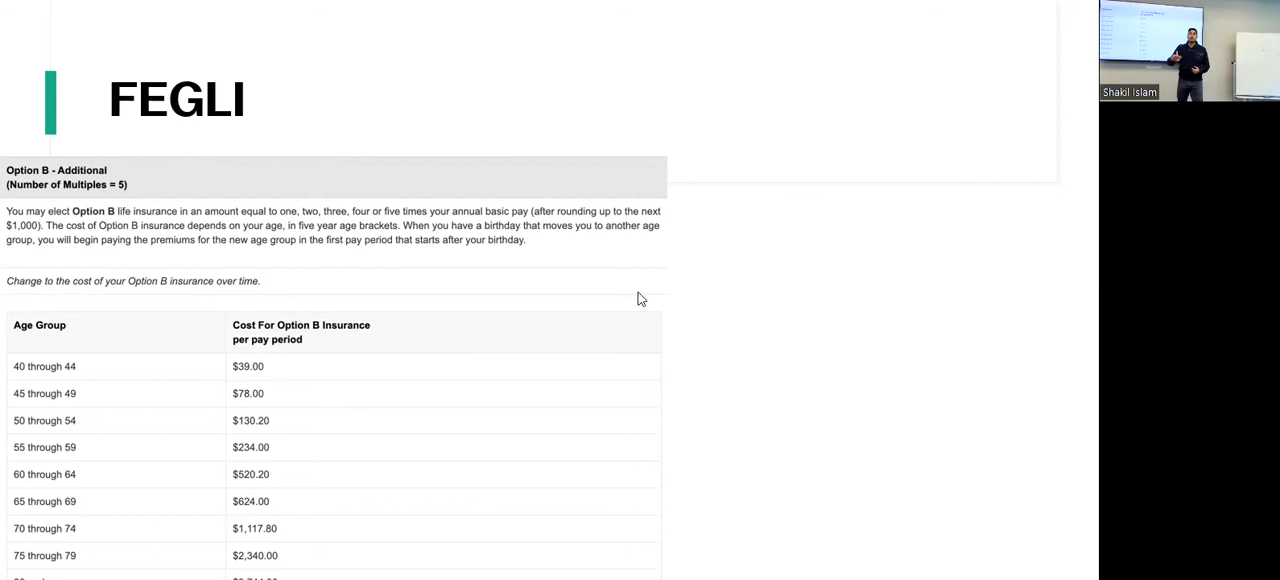 FEGLI
Shakil Islam
Option B - Additional
(Number of Multiples = 5)
You may elect Option B life insurance in an amount equal to one, two, three, four or five times your annual basic pay (after rounding up to the next
$1,000). The cost of Option B insurance depends on your age, in five year age brackets. When you have a birthday that moves you to another age
group, you will begin paying the premiums for the new age group in the first pay period that starts after your birthday.
Change to the cost of your Option B insurance over time.
Age Group
Cost For Option B Insurance
per pay period
40 through 44
$39.00
45 through 49
$78.00
50 through 54
$130.20
55 through 59
$234.00
60 through 64
$520.20
65 through 69
$624.00
70 through 74
$1,117.80
75 through 79
$2,340.00